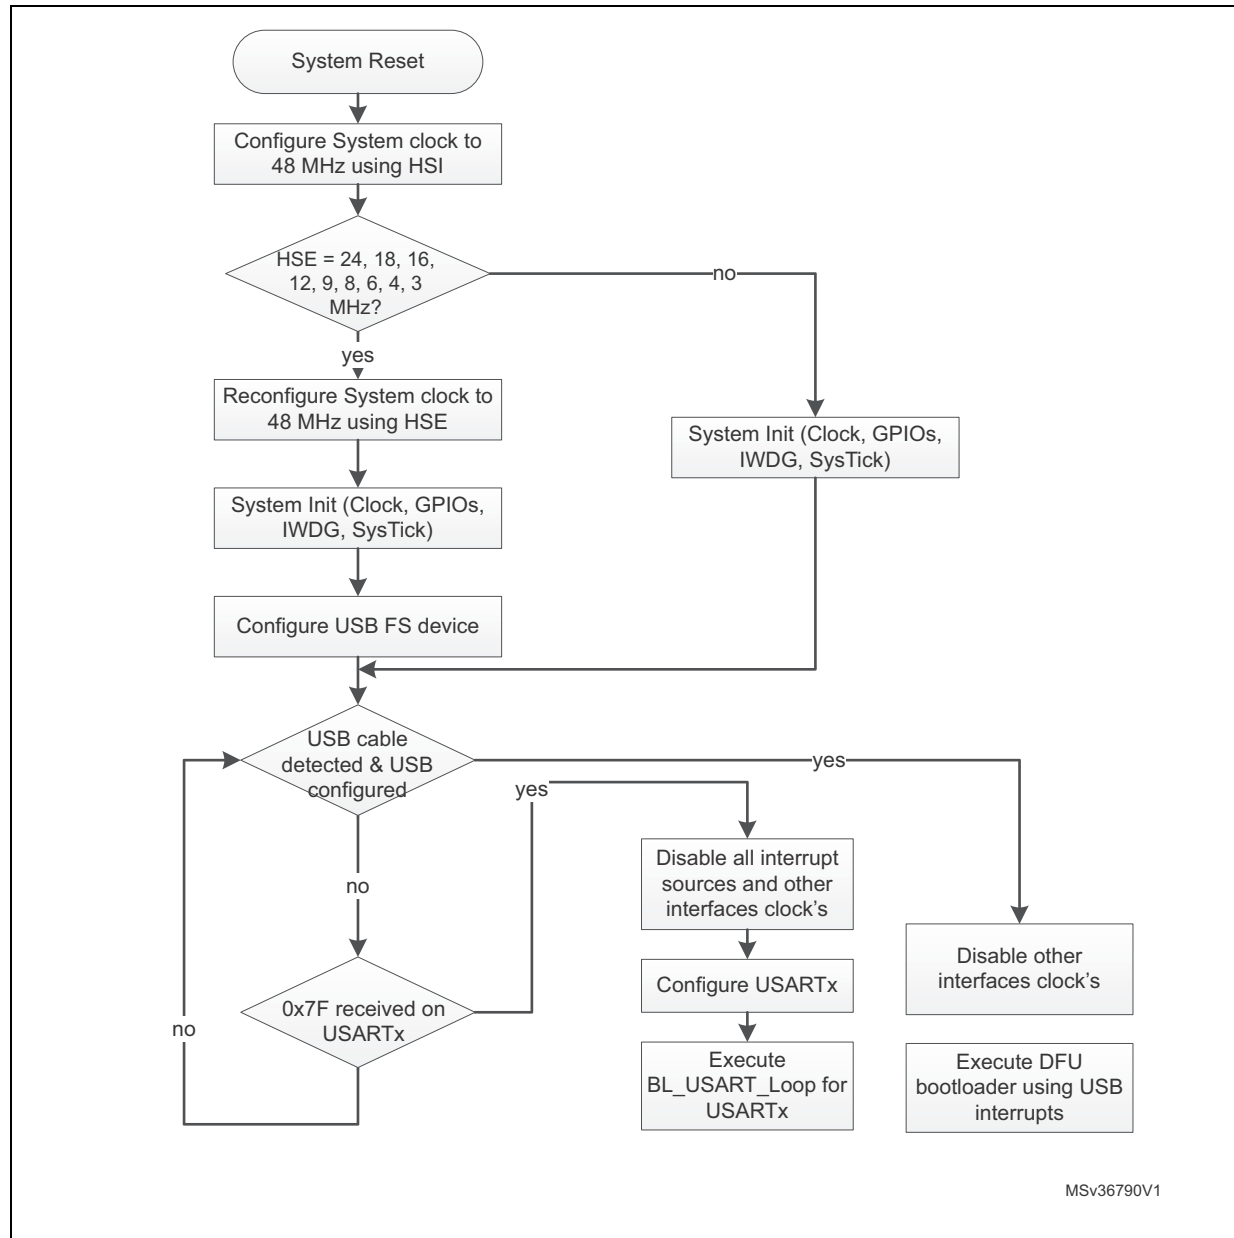 System Reset
Configure System clock to
48 MHz using HSI
HSE = 24, 18, 16,
12, 9, 8, 6, 4, 3
MHz?
no
yes
Reconfigure System clock to
48 MHz using HSE
System Init (Clock, GPIOs,
IWDG, SysTick)
System Init (Clock, GPIOs,
IWDG, SysTick)
Configure USB FS device
USB cable
detected & USB
configured
yes
yes
no
Disable all interrupt
sources and other
interfaces clock's
Disable other
interfaces clock's
Configure USARTx
0x7F received on
USARTx
no
Execute
BL_USART_Loop for
USARTx
Execute DFU
bootloader using USB
interrupts
MSv36790V1